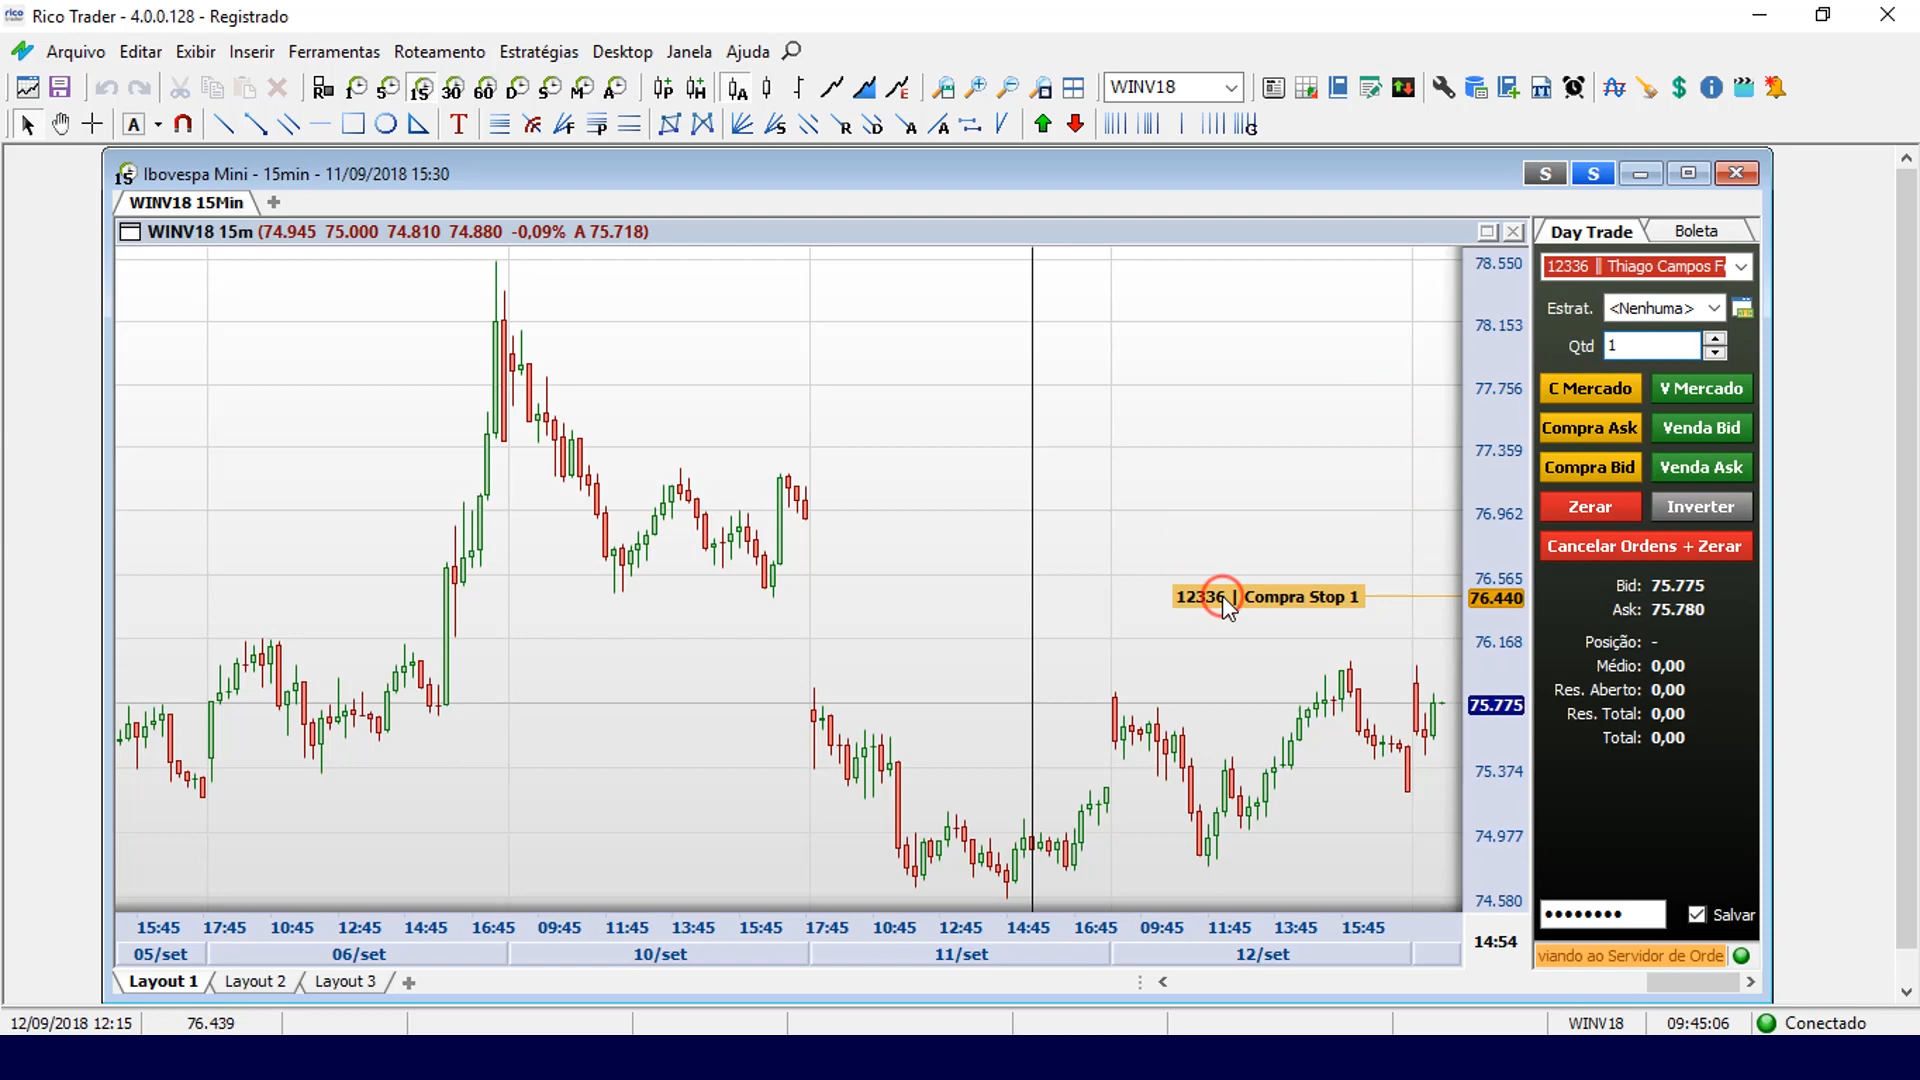 rico Rico Trader - 4.0.0.128 - Registrado
Arquivo Editar Exibir Inserir Ferramentas Roteamento Estratégias Desktop Janela Ajuda
R 1 5 15 30 60 D S M A P H A E WINV18
A T F P S R D A A G
15 Ibovespa Mini - 15min - 11/09/2018 15:30 S S
WINV18 15Min
WINV18 15m (74.945 75.000 74.810 74.880 -0,09% A 75.718)
78.550
78.153
77.756
77.359
76.962
76.565
12336 | Compra Stop 1 76.440
76.168
75.775
75.374
74.977
74.580
15:45 17:45 10:45 12:45 14:45 16:45 09:45 11:45 13:45 15:45 17:45 10:45 12:45 14:45 16:45 09:45 11:45 13:45 15:45
05/set 06/set 10/set 11/set 12/set
14:54
Day Trade Boleta
12336 || Thiago Campos F
Estrat. <Nenhuma>
Qtd 1
C Mercado V Mercado
Compra Ask Venda Bid
Compra Bid Venda Ask
Zerar Inverter
Cancelar Ordens + Zerar
Bid: 75.775
Ask: 75.780
Posição: -
Médio: 0,00
Res. Aberto: 0,00
Res. Total: 0,00
Total: 0,00
•••••••• Salvar
viando ao Servidor de Orde
Layout 1 Layout 2 Layout 3
12/09/2018 12:15 76.439 WINV18 09:45:06 Conectado